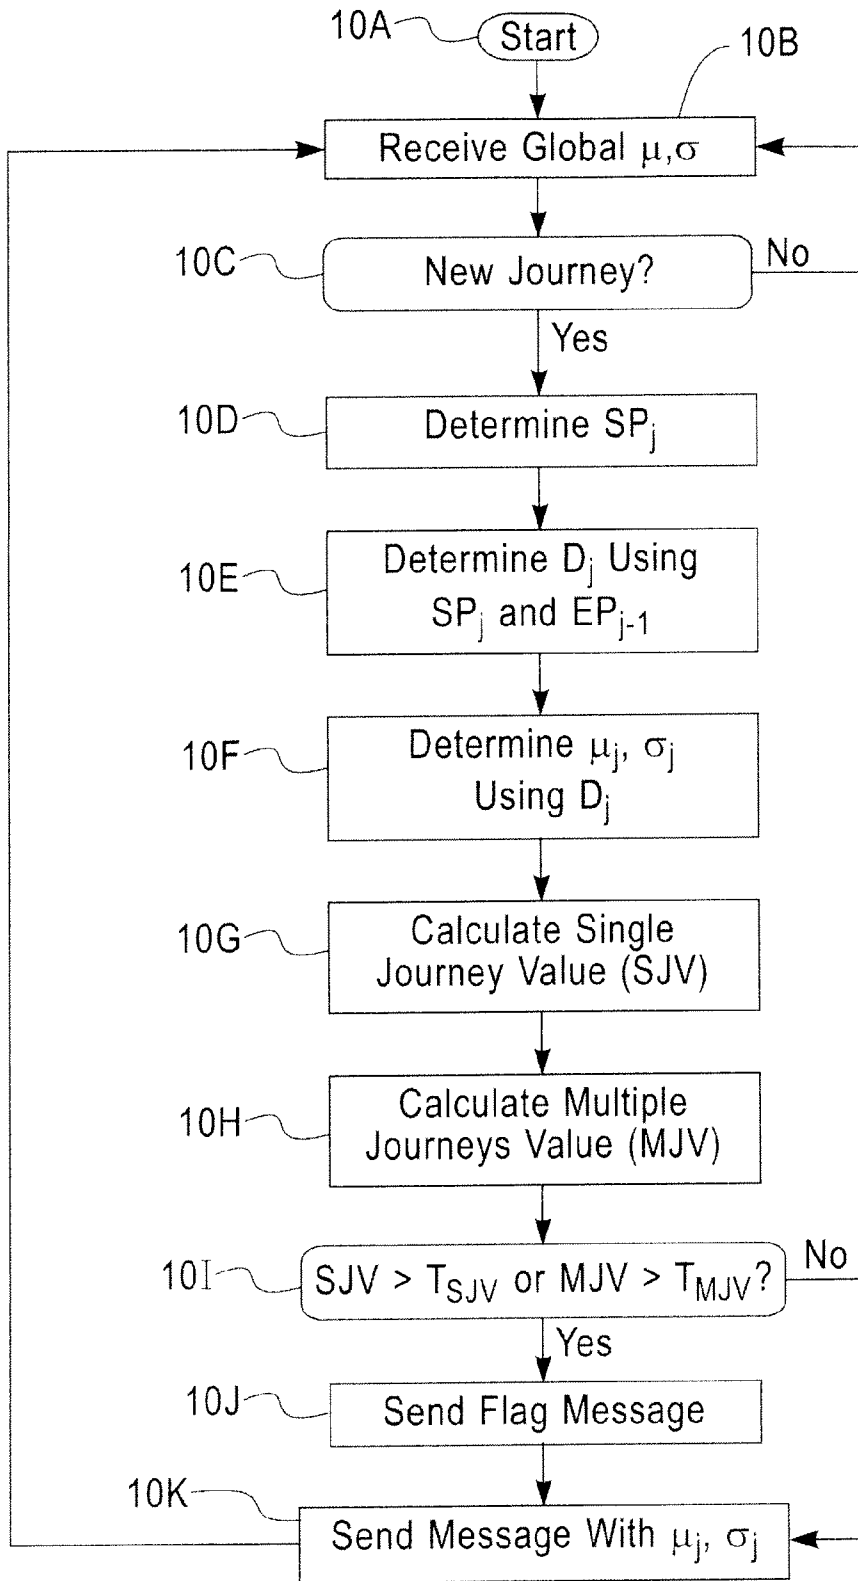 10A
Start
10B
Receive Global μ,σ
10C
New Journey?
No
Yes
10D
Determine SPj
10E
Determine Dj Using
SPj and EPj-1
10F
Determine μj, σj
Using Dj
10G
Calculate Single
Journey Value (SJV)
10H
Calculate Multiple
Journeys Value (MJV)
10I
SJV > TSJV or MJV > TMJV?
No
Yes
10J
Send Flag Message
10K
Send Message With μj, σj